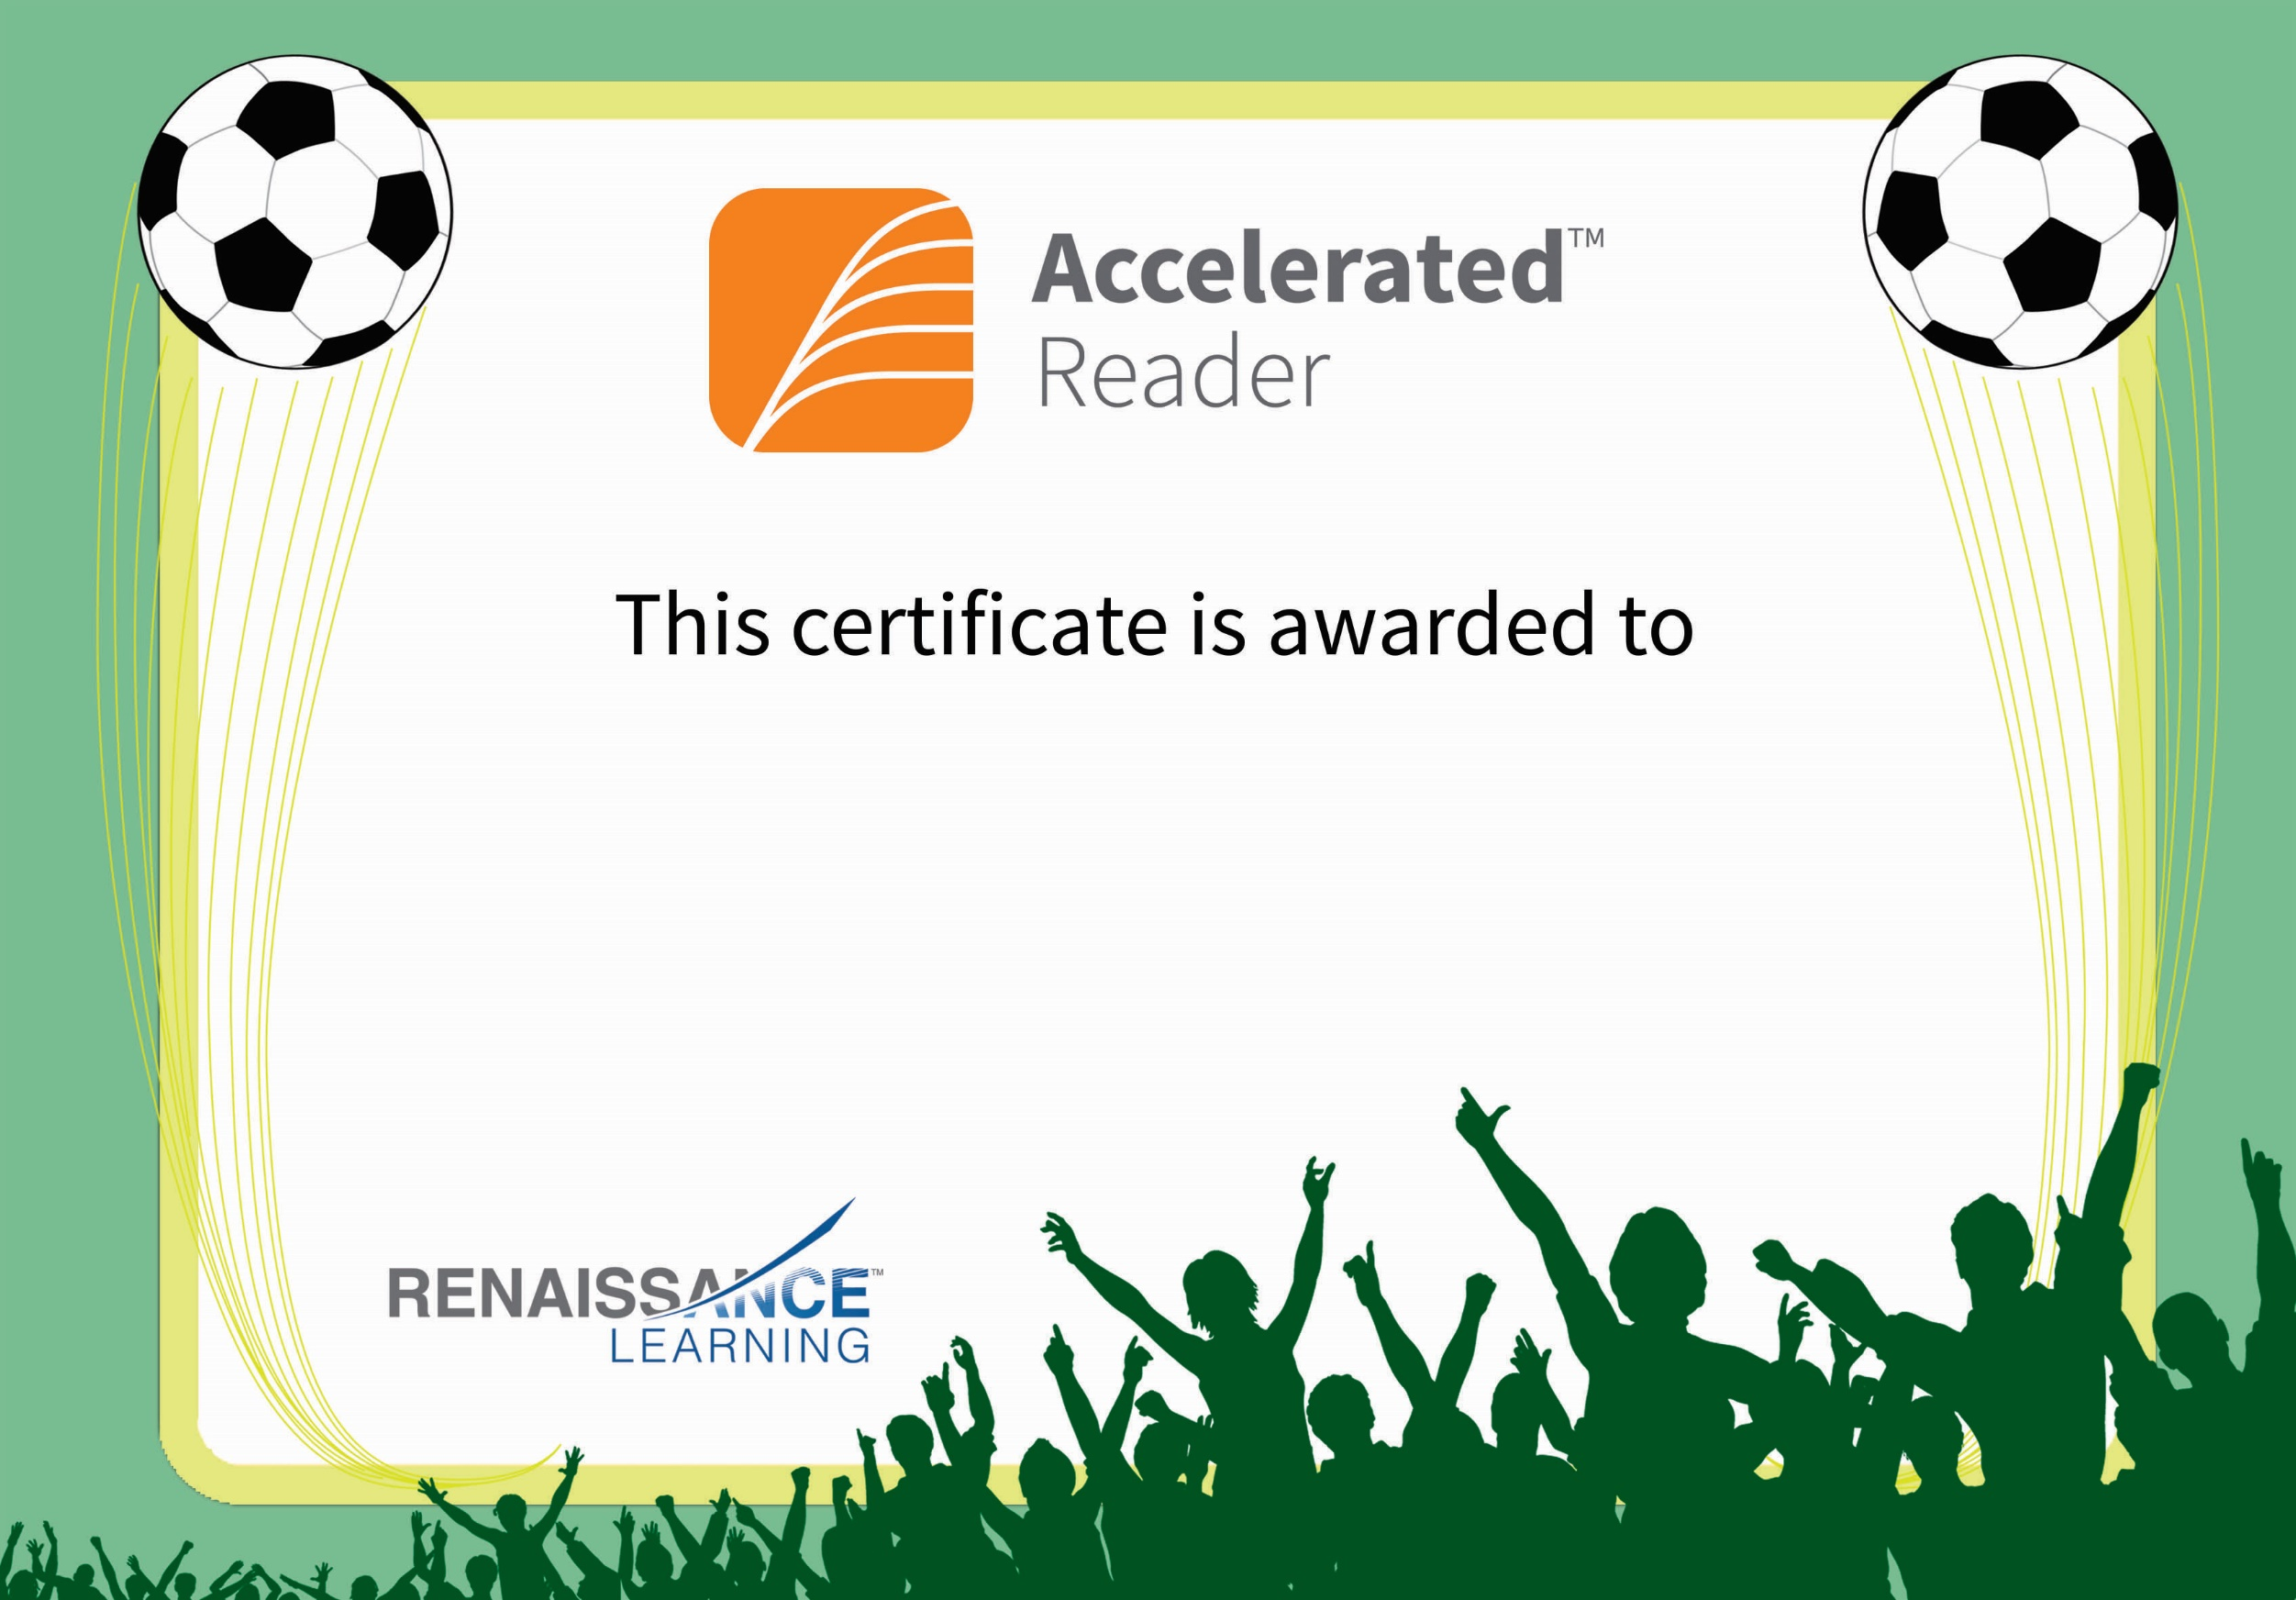 Accelerated™
Reader
This certificate is awarded to
RENAISSANCE™
LEARNING